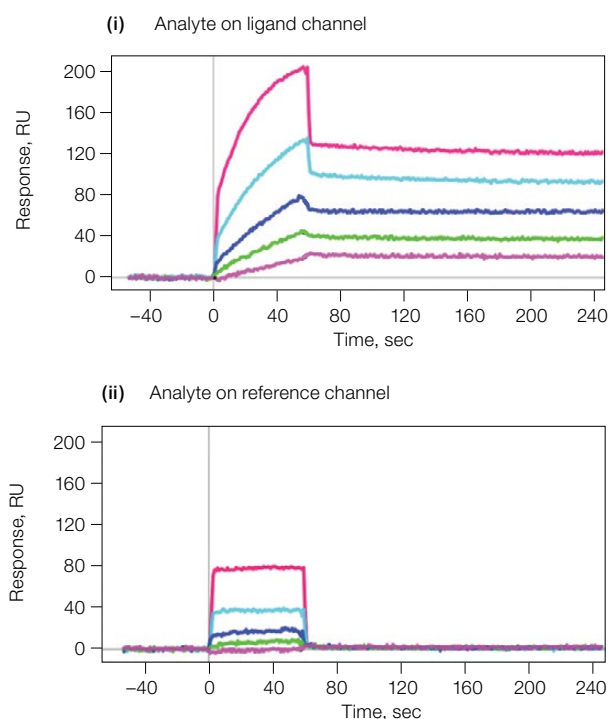 (i) Analyte on ligand channel
Response, RU
200
160
120
80
40
0
−40 0 40 80 120 160 200 240
Time, sec
(ii) Analyte on reference channel
Response, RU
200
160
120
80
40
0
−40 0 40 80 120 160 200 240
Time, sec